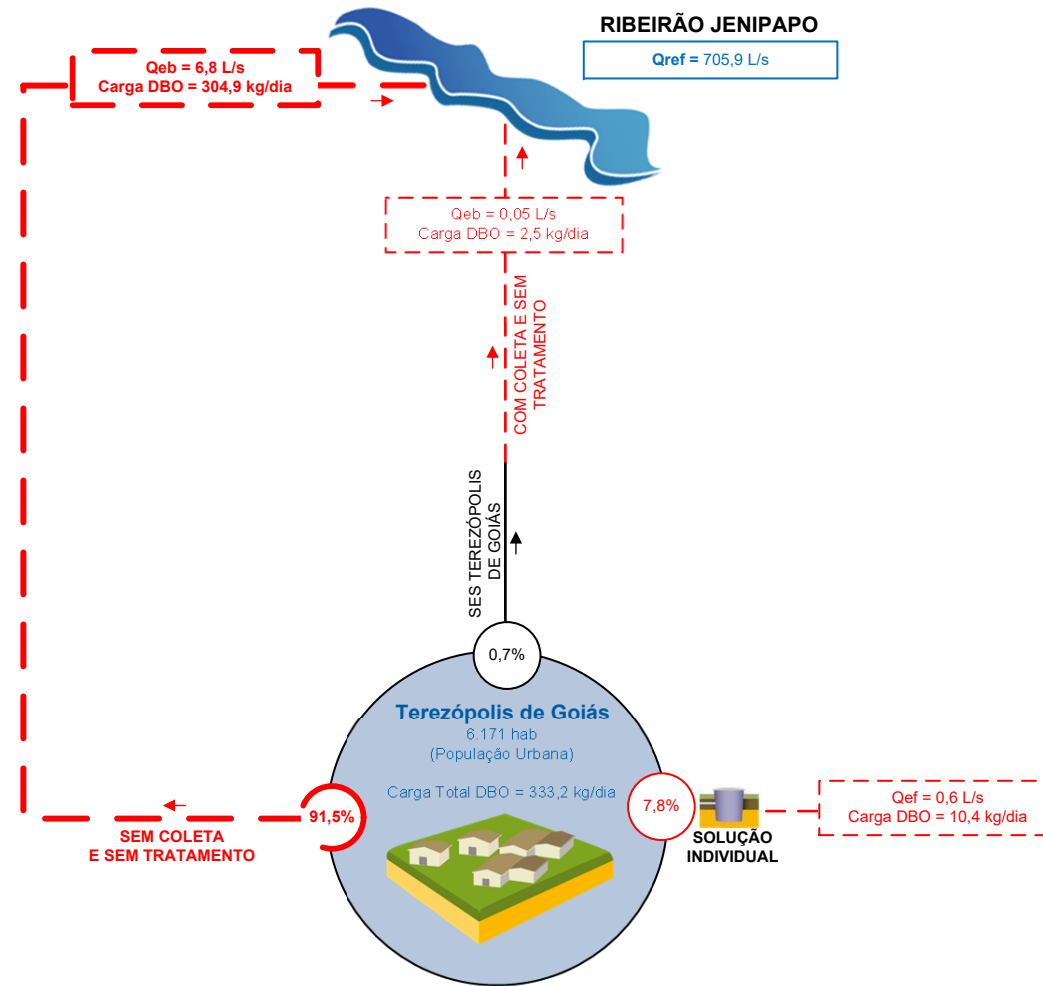 RIBEIRÃO JENIPAPO
Qref = 705,9 L/s
Qeb = 6,8 L/s
Carga DBO = 304,9 kg/dia
Qeb = 0,05 L/s
Carga DBO = 2,5 kg/dia
COM COLETA E SEM
TRATAMENTO
SES TEREZÓPOLIS
DE GOIÁS
0,7%
Terezópolis de Goiás
6.171 hab
(População Urbana)
Carga Total DBO = 333,2 kg/dia
91,5%
SEM COLETA
E SEM TRATAMENTO
7,8%
SOLUÇÃO
INDIVIDUAL
Qef = 0,6 L/s
Carga DBO = 10,4 kg/dia